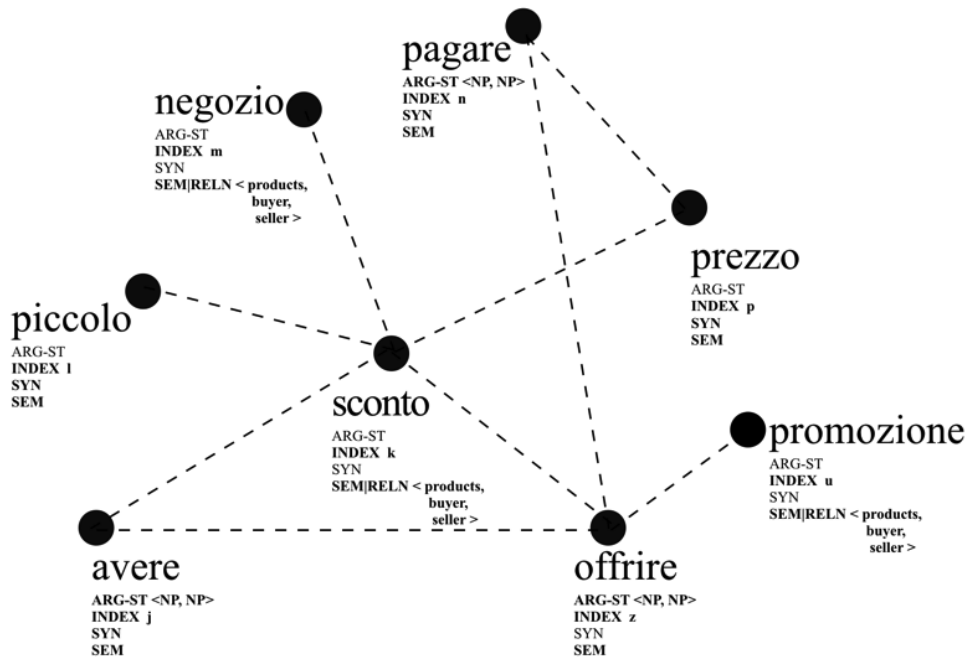 pagare
ARG-ST <NP, NP>
INDEX n
SYN
SEM
negozio
ARG-ST
INDEX m
SYN
SEM|RELN < products,
buyer,
seller >
prezzo
ARG-ST
INDEX p
SYN
SEM
piccolo
ARG-ST
INDEX l
SYN
SEM
sconto
ARG-ST
INDEX k
SYN
SEM|RELN < products,
buyer,
seller >
promozione
ARG-ST
INDEX u
SYN
SEM|RELN < products,
buyer,
seller >
avere
ARG-ST <NP, NP>
INDEX j
SYN
SEM
offrire
ARG-ST <NP, NP>
INDEX z
SYN
SEM